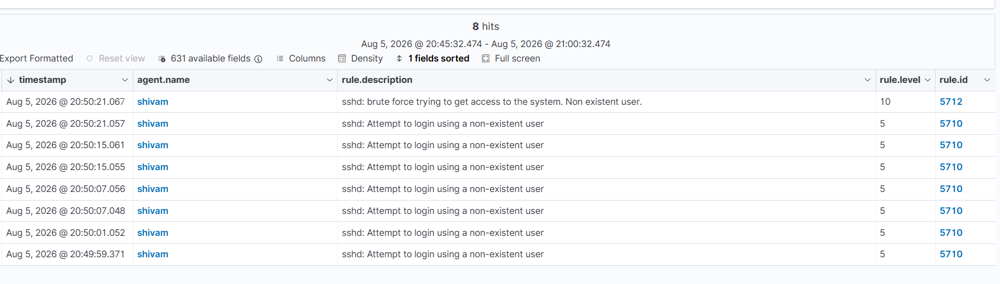 8 hits
Aug 5, 2026 @ 20:45:32.474 - Aug 5, 2026 @ 21:00:32.474
Export Formatted Reset view 631 available fields Columns Density 1 fields sorted Full screen
timestamp agent.name rule.description rule.level rule.id
Aug 5, 2026 @ 20:50:21.067 shivam sshd: brute force trying to get access to the system. Non existent user. 10 5712
Aug 5, 2026 @ 20:50:21.057 shivam sshd: Attempt to login using a non-existent user 5 5710
Aug 5, 2026 @ 20:50:15.061 shivam sshd: Attempt to login using a non-existent user 5 5710
Aug 5, 2026 @ 20:50:15.055 shivam sshd: Attempt to login using a non-existent user 5 5710
Aug 5, 2026 @ 20:50:07.056 shivam sshd: Attempt to login using a non-existent user 5 5710
Aug 5, 2026 @ 20:50:07.048 shivam sshd: Attempt to login using a non-existent user 5 5710
Aug 5, 2026 @ 20:50:01.052 shivam sshd: Attempt to login using a non-existent user 5 5710
Aug 5, 2026 @ 20:49:59.371 shivam sshd: Attempt to login using a non-existent user 5 5710